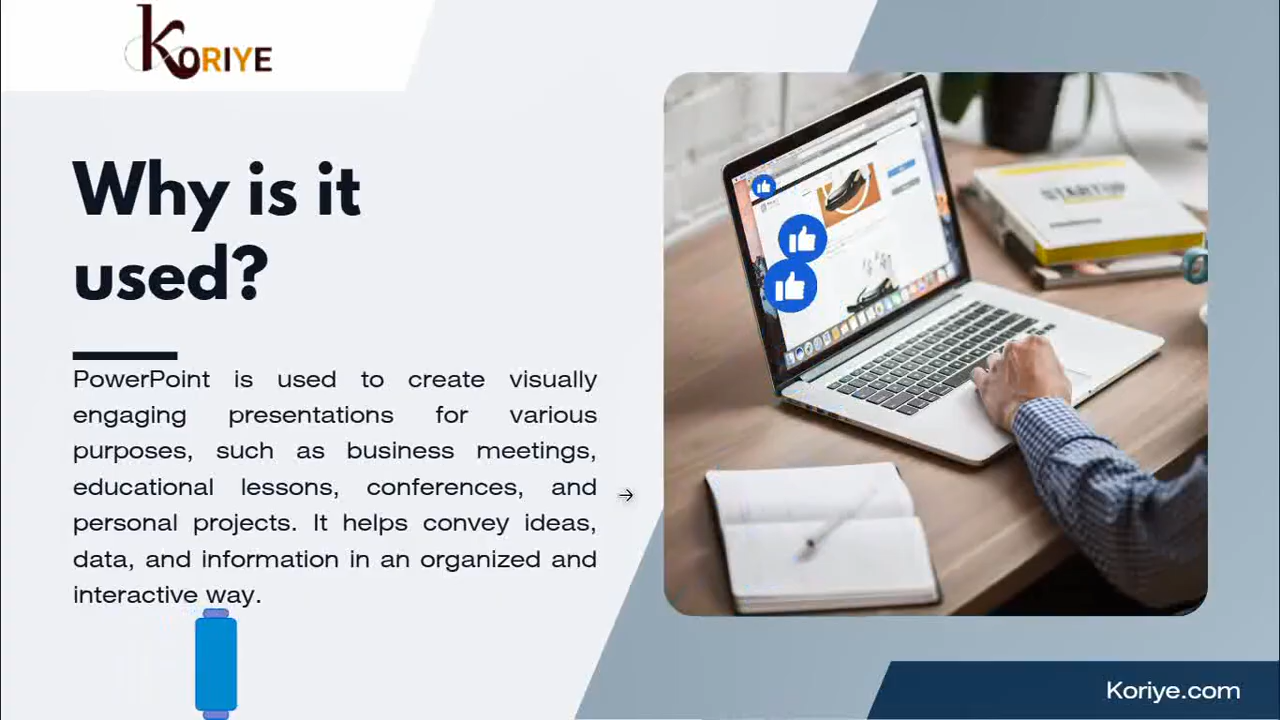 KORIYE
Why is it
used?
PowerPoint is used to create visually
engaging presentations for various
purposes, such as business meetings,
educational lessons, conferences, and
personal projects. It helps convey ideas,
data, and information in an organized and
interactive way.
STARTUP
Koriye.com